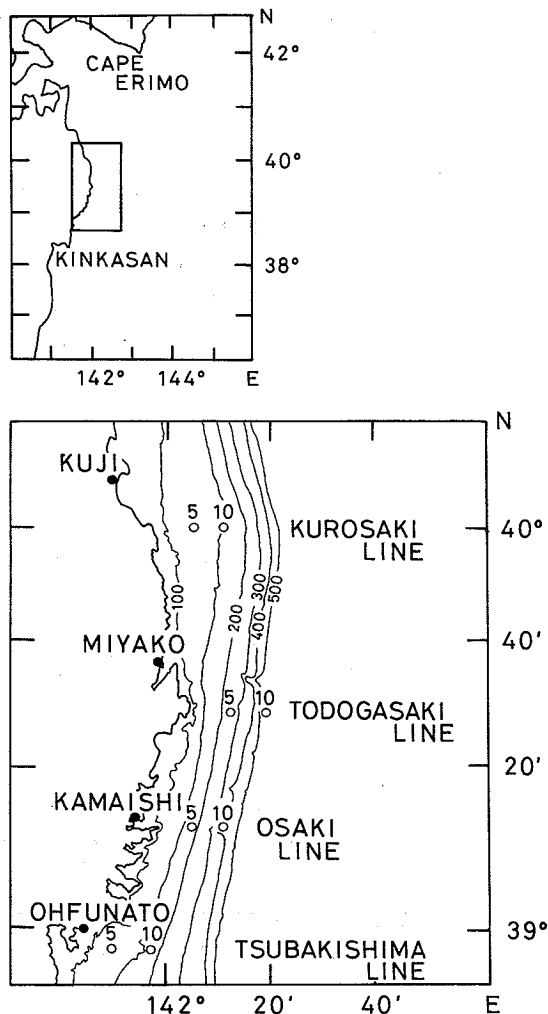 N
42°
CAPE
ERIMO
40°
KINKASAN
38°
142° 144° E
N
KUJI
5 10
KUROSAKI
LINE
40°
100
200
300
400
500
MIYAKO
40'
5 10
TODOGASAKI
LINE
20'
KAMAISHI
5 10
OSAKI
LINE
OHFUNATO
5 10
39°
TSUBAKISHIMA
LINE
142° 20' 40' E